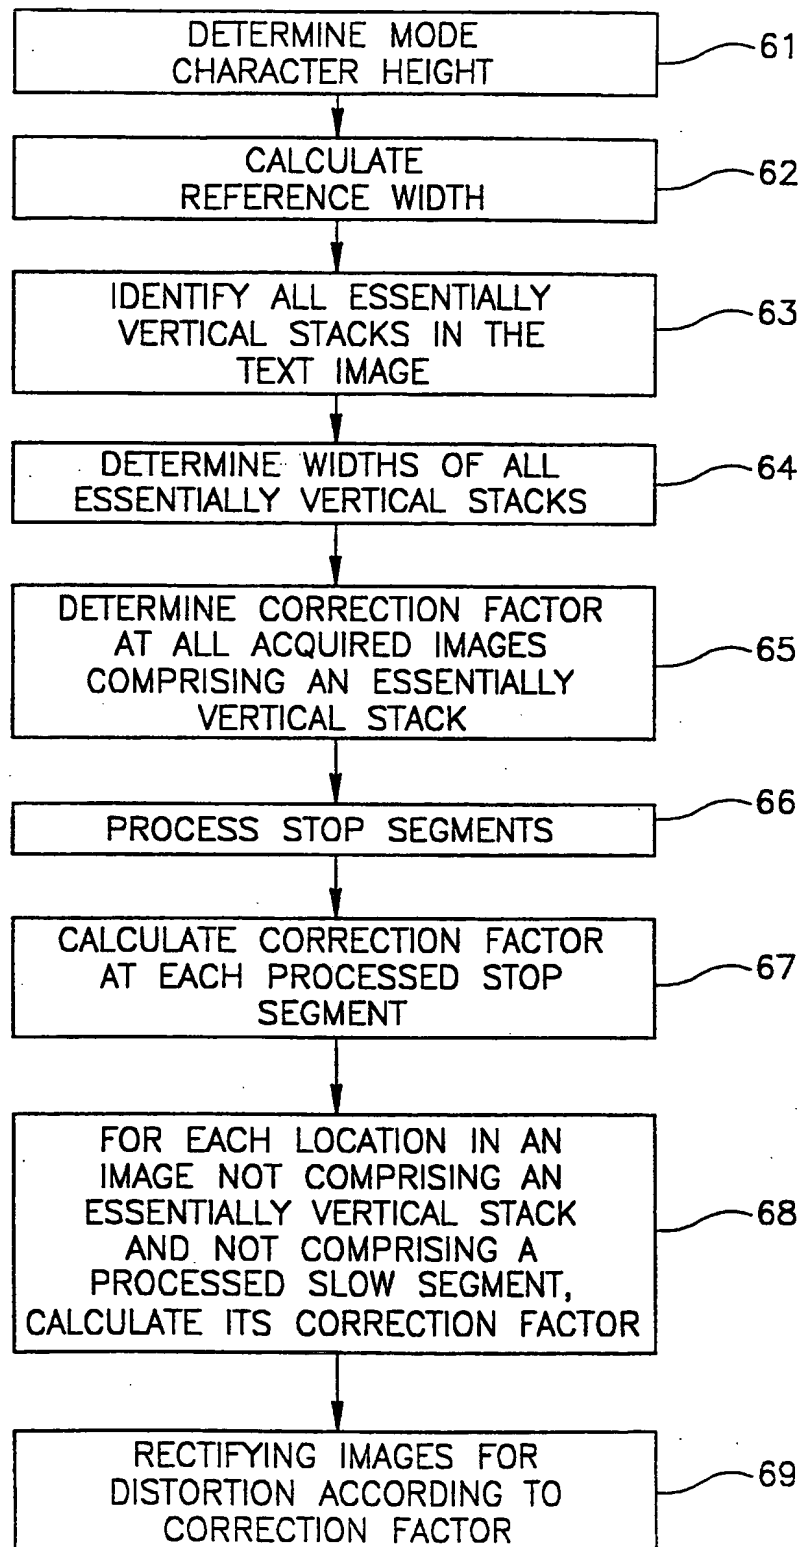 DETERMINE MODE
CHARACTER HEIGHT
61
CALCULATE
REFERENCE WIDTH
62
IDENTIFY ALL ESSENTIALLY
VERTICAL STACKS IN THE
TEXT IMAGE
63
DETERMINE WIDTHS OF ALL
ESSENTIALLY VERTICAL STACKS
64
DETERMINE CORRECTION FACTOR
AT ALL ACQUIRED IMAGES
COMPRISING AN ESSENTIALLY
VERTICAL STACK
65
PROCESS STOP SEGMENTS
66
CALCULATE CORRECTION FACTOR
AT EACH PROCESSED STOP
SEGMENT
67
FOR EACH LOCATION IN AN
IMAGE NOT COMPRISING AN
ESSENTIALLY VERTICAL STACK
AND NOT COMPRISING A
PROCESSED SLOW SEGMENT,
CALCULATE ITS CORRECTION FACTOR
68
RECTIFYING IMAGES FOR
DISTORTION ACCORDING TO
CORRECTION FACTOR
69